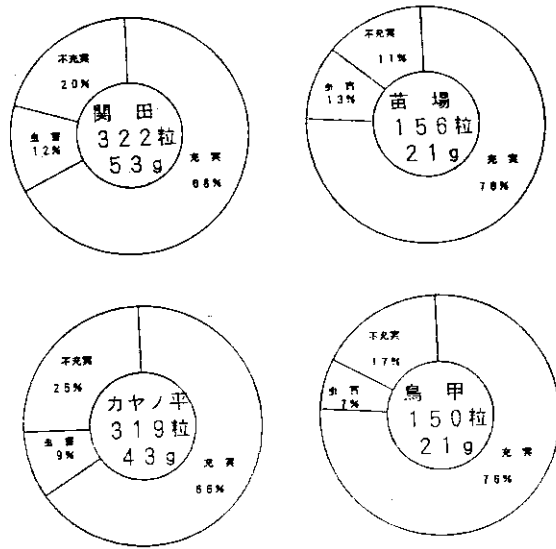 不充実
20%
虫害
12%
関田
322粒
53g
充実
68%
不充実
11%
虫害
13%
苗場
156粒
21g
充実
76%
不充実
25%
虫害
9%
カヤノ平
319粒
43g
充実
66%
不充実
17%
虫害
7%
鳥甲
150粒
21g
充実
76%